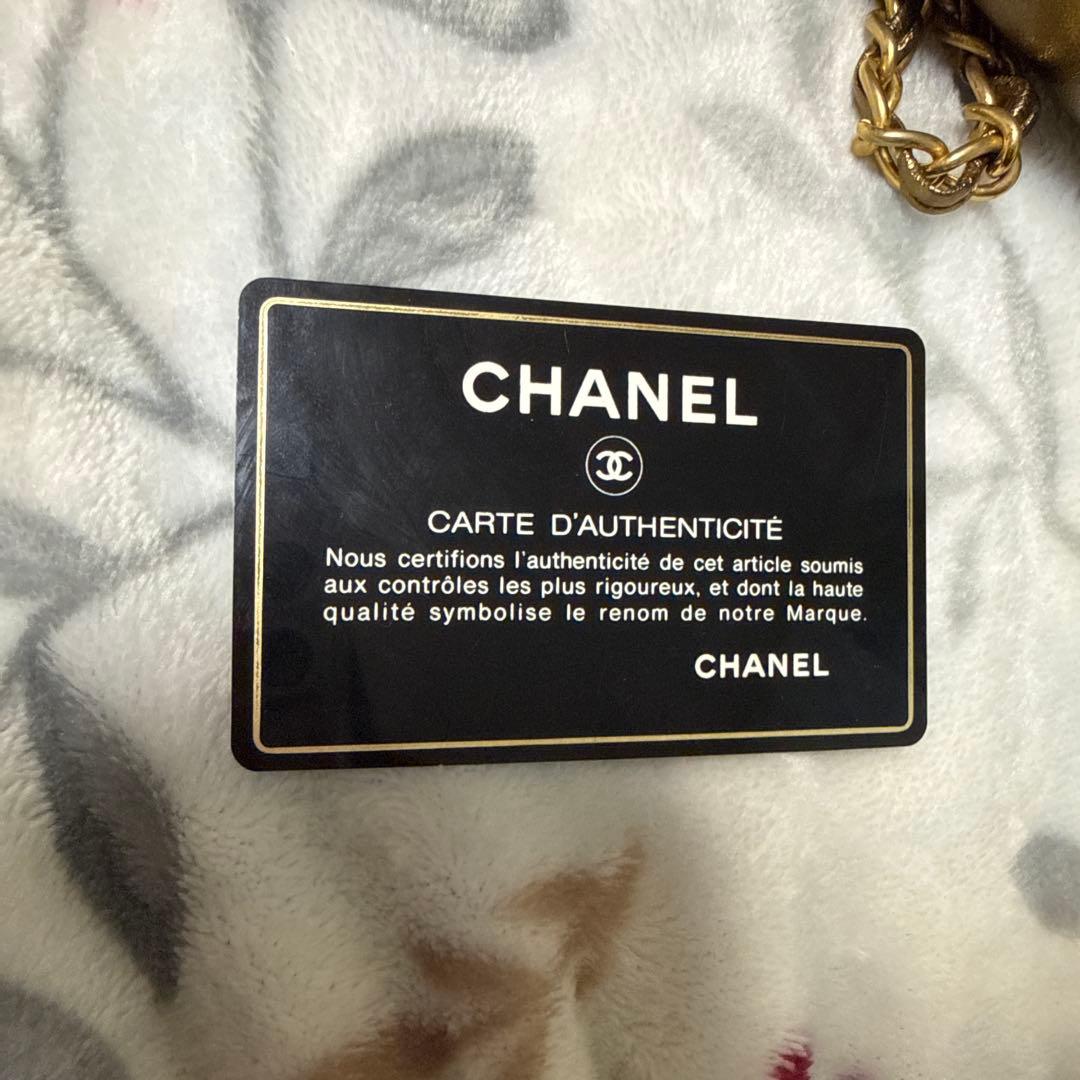 CHANEL
CARTE D'AUTHENTICITÉ
Nous certifions l'authenticité de cet article soumis
aux contrôles les plus rigoureux, et dont la haute
qualité symbolise le renom de notre Marque.
CHANEL